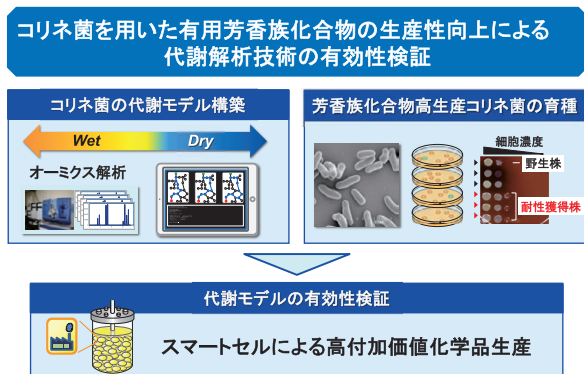 コリネ菌を用いた有用芳香族化合物の生産性向上による
代謝解析技術の有効性検証
コリネ菌の代謝モデル構築
Wet
Dry
オーミクス解析
芳香族化合物高生産コリネ菌の育種
細胞濃度
野生株
耐性獲得株
代謝モデルの有効性検証
スマートセルによる高付加価値化学品生産